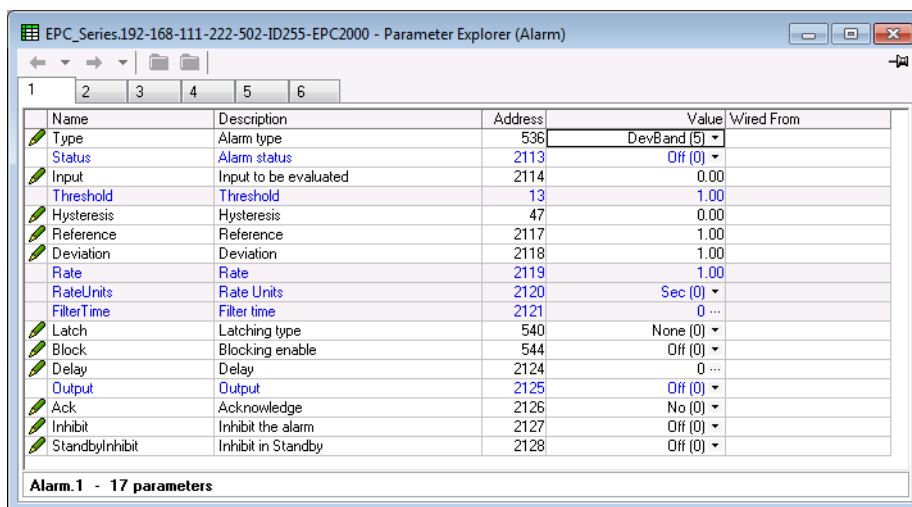 EPC_Series.192-168-111-222-502-ID255-EPC2000 - Parameter Explorer (Alarm)
1 2 3 4 5 6
Name Description Address Value Wired From
Type Alarm type 536 DevBand (5)
Status Alarm status 2113 Off (0)
Input Input to be evaluated 2114 0.00
Threshold Threshold 13 1.00
Hysteresis Hysteresis 47 0.00
Reference Reference 2117 1.00
Deviation Deviation 2118 1.00
Rate Rate 2119 1.00
RateUnits Rate Units 2120 Sec (0)
FilterTime Filter time 2121 0 ...
Latch Latching type 540 None (0)
Block Blocking enable 544 Off (0)
Delay Delay 2124 0 ...
Output Output 2125 Off (0)
Ack Acknowledge 2126 No (0)
Inhibit Inhibit the alarm 2127 Off (0)
StandbyInhibit Inhibit in Standby 2128 Off (0)
Alarm.1 - 17 parameters